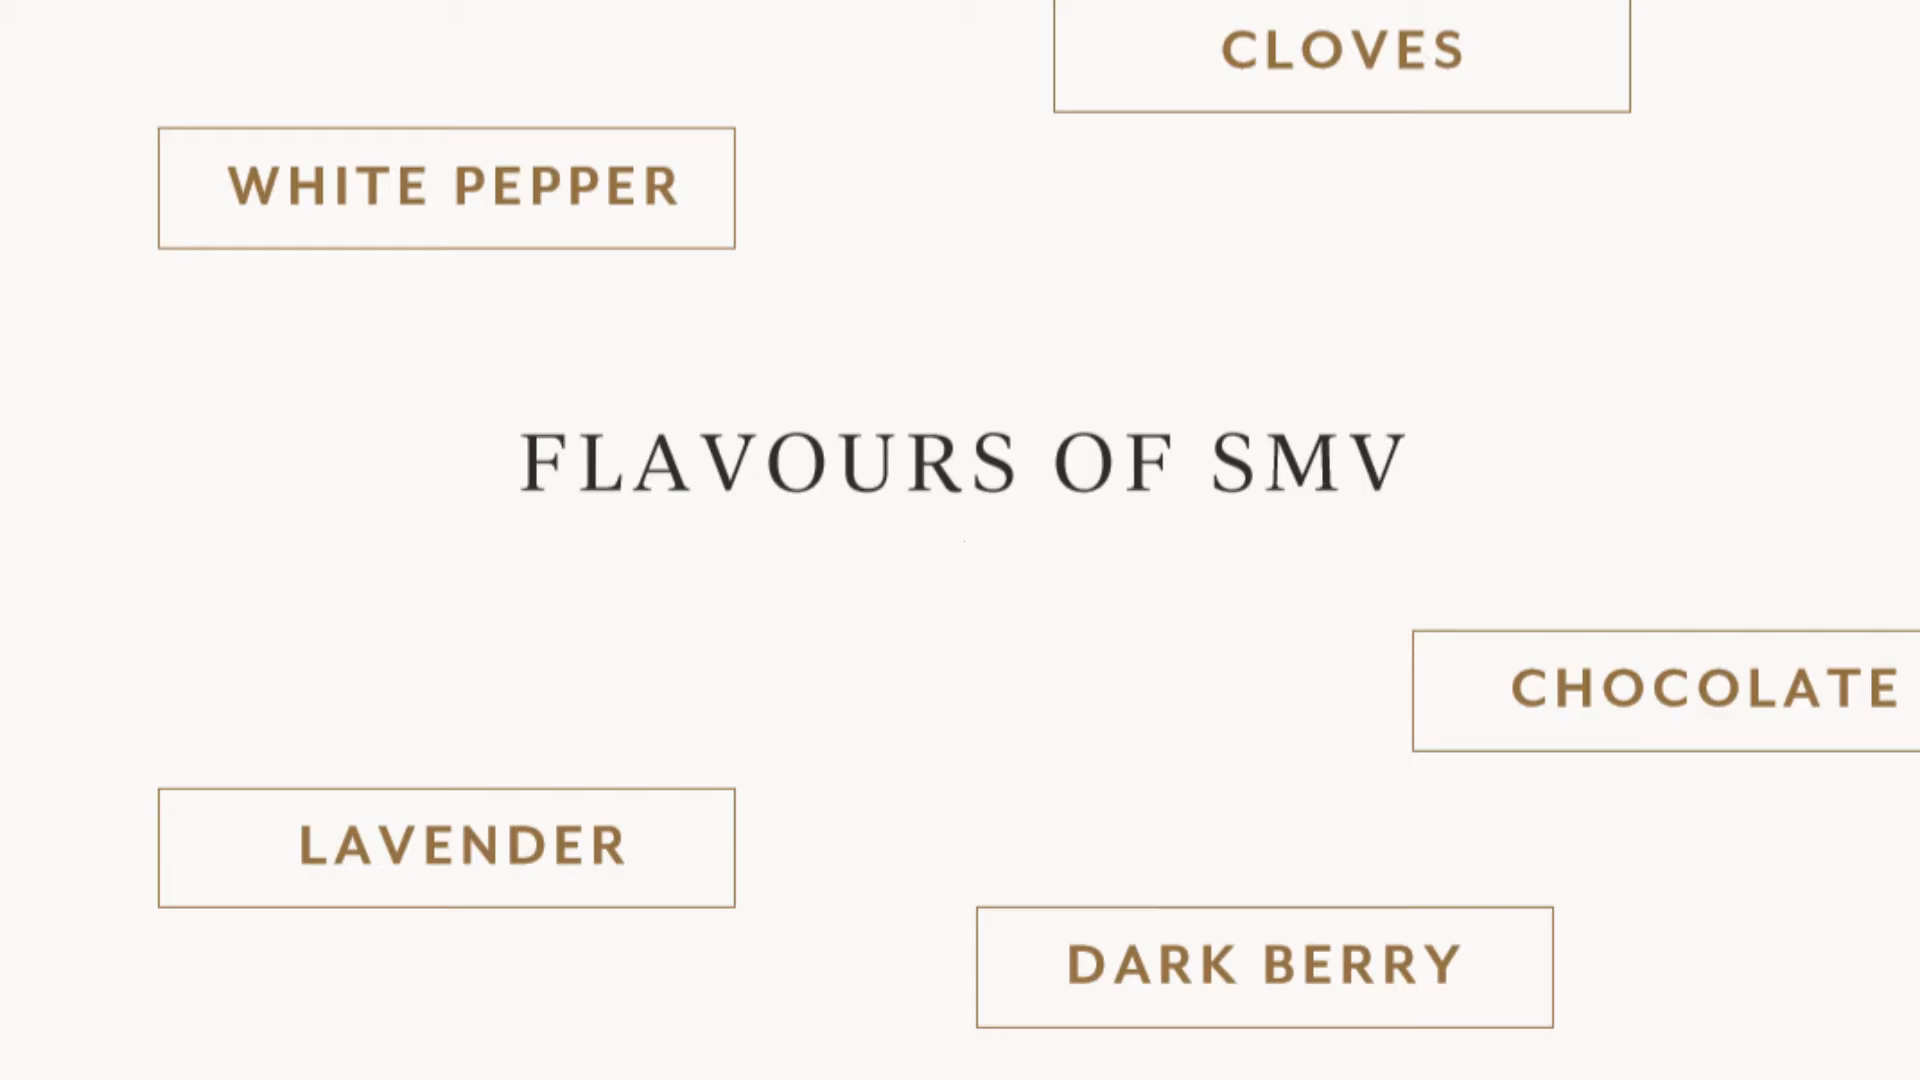 CLOVES
WHITE PEPPER
FLAVOURS OF SMV
CHOCOLATE
LAVENDER
DARK BERRY